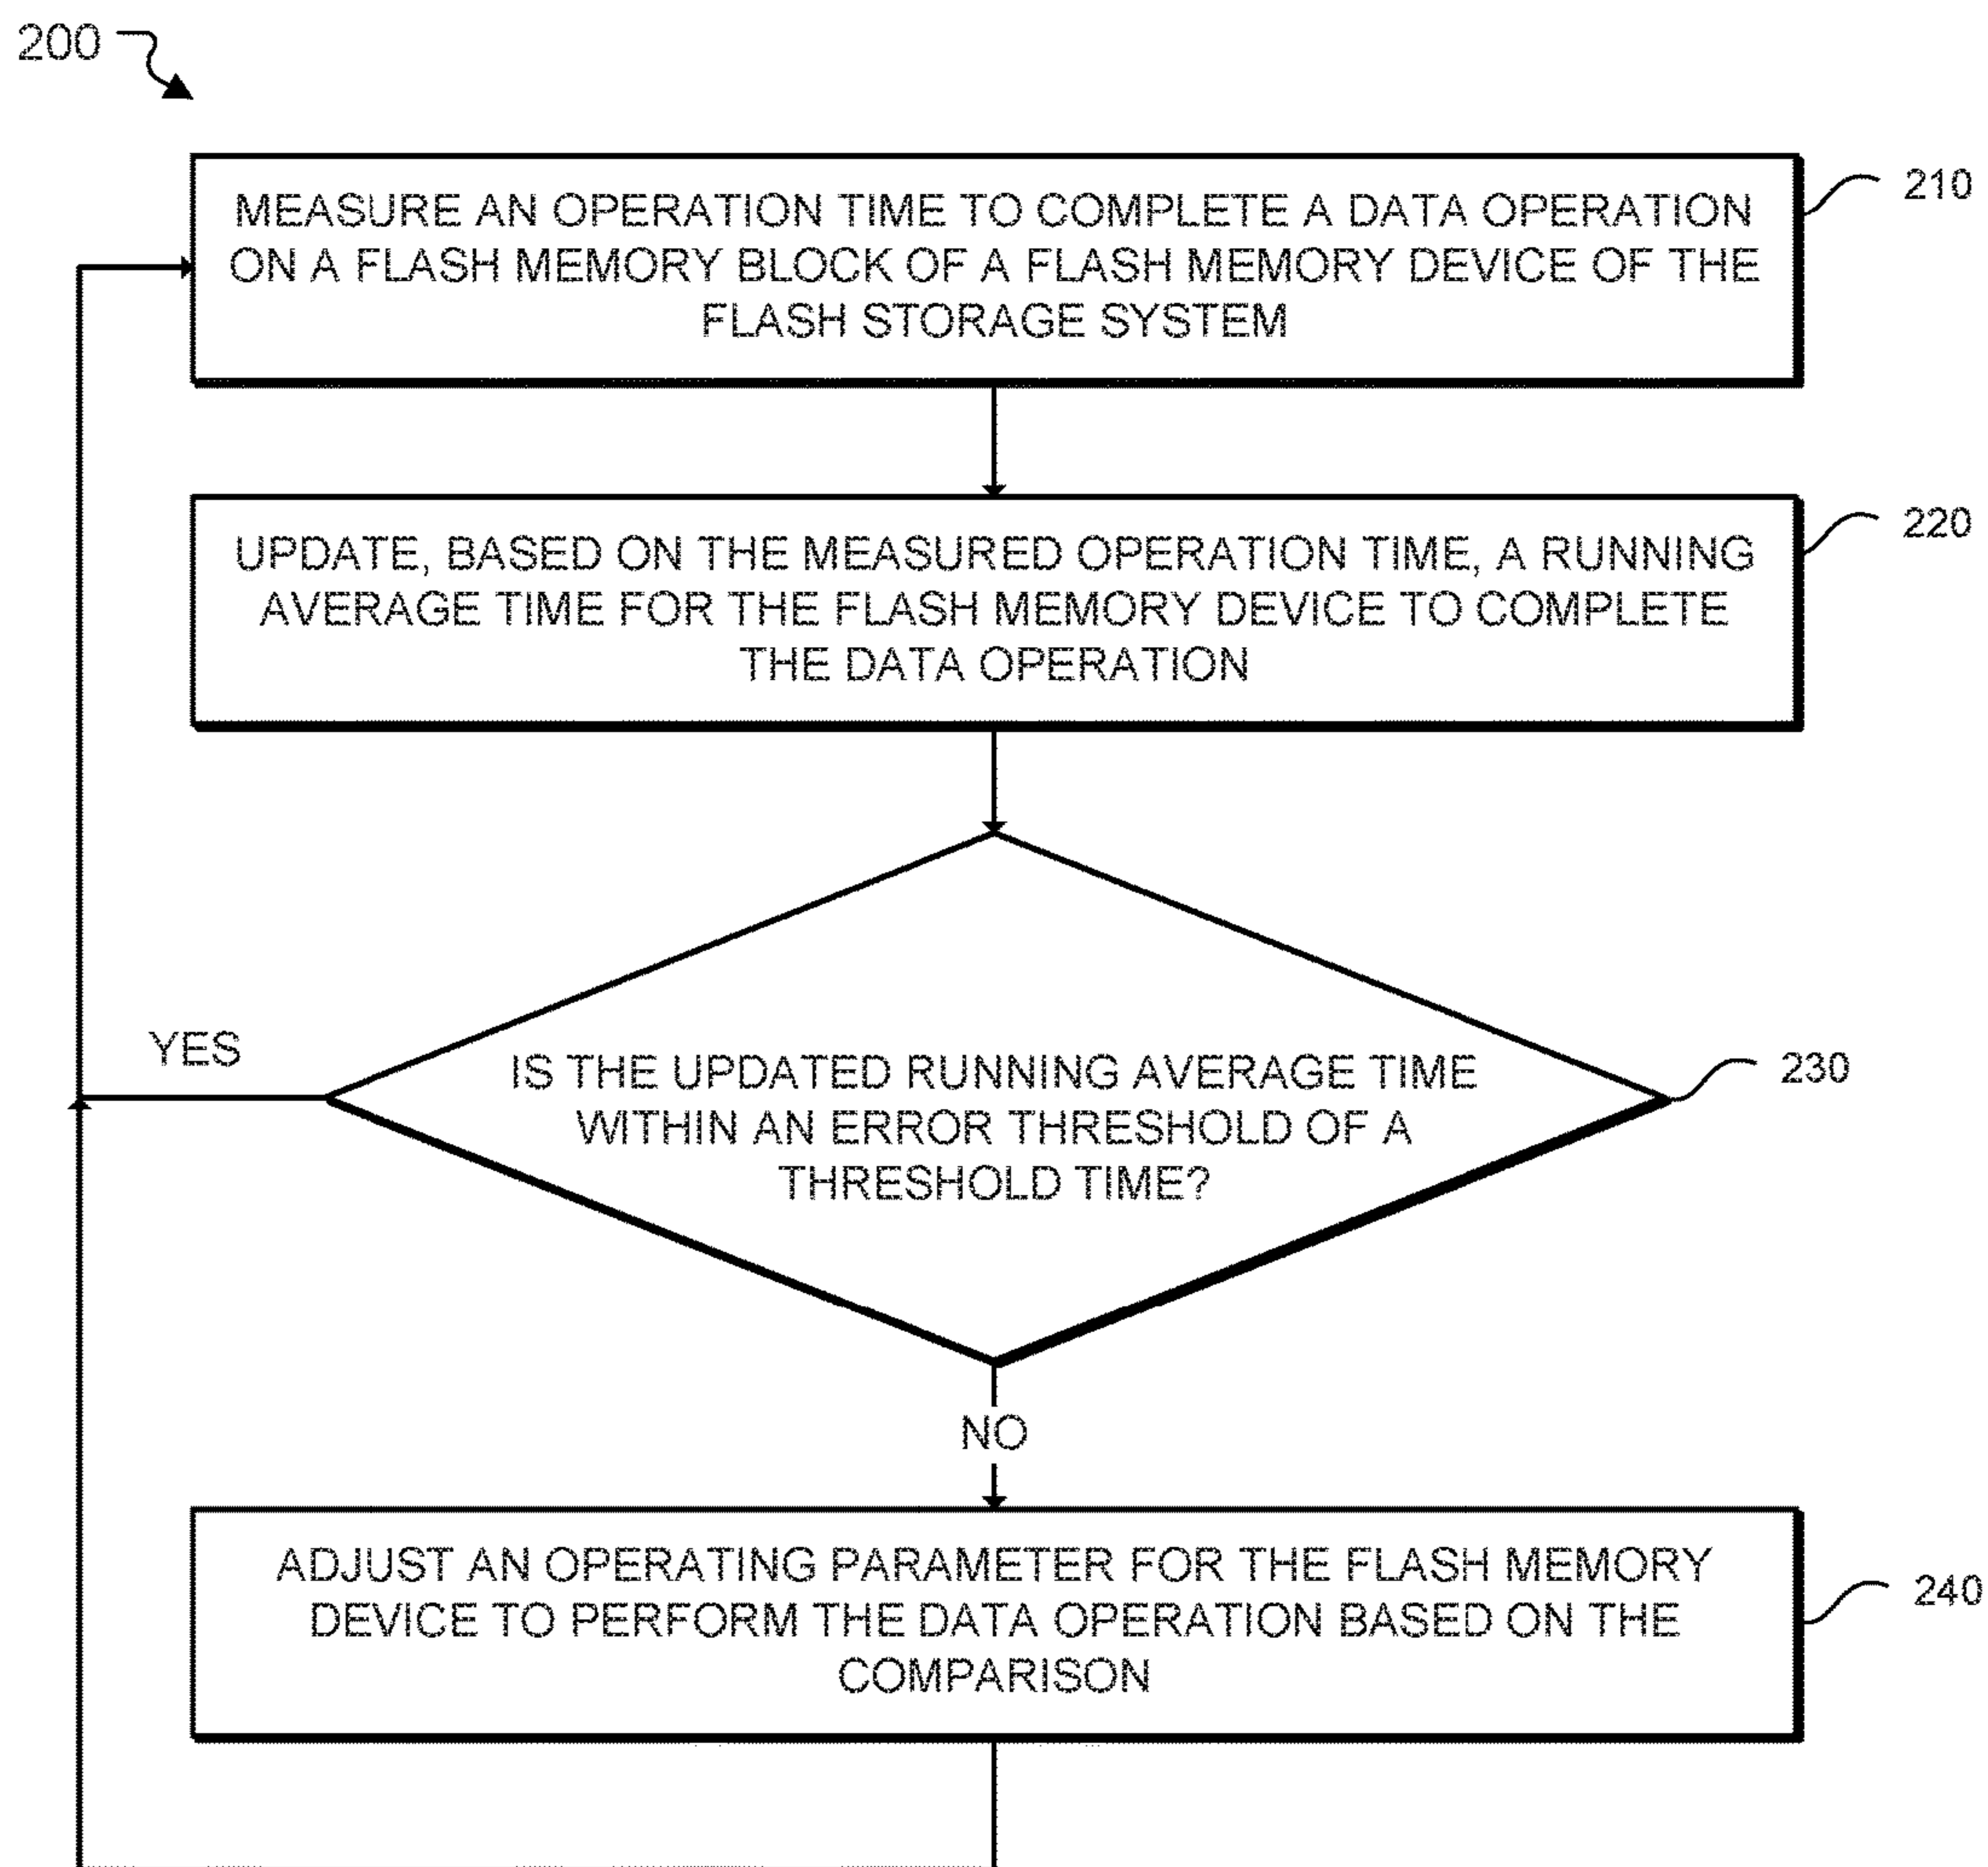 200
MEASURE AN OPERATION TIME TO COMPLETE A DATA OPERATION
ON A FLASH MEMORY BLOCK OF A FLASH MEMORY DEVICE OF THE
FLASH STORAGE SYSTEM
210
UPDATE, BASED ON THE MEASURED OPERATION TIME, A RUNNING
AVERAGE TIME FOR THE FLASH MEMORY DEVICE TO COMPLETE
THE DATA OPERATION
220
YES
IS THE UPDATED RUNNING AVERAGE TIME
WITHIN AN ERROR THRESHOLD OF A
THRESHOLD TIME?
230
NO
ADJUST AN OPERATING PARAMETER FOR THE FLASH MEMORY
DEVICE TO PERFORM THE DATA OPERATION BASED ON THE
COMPARISON
240